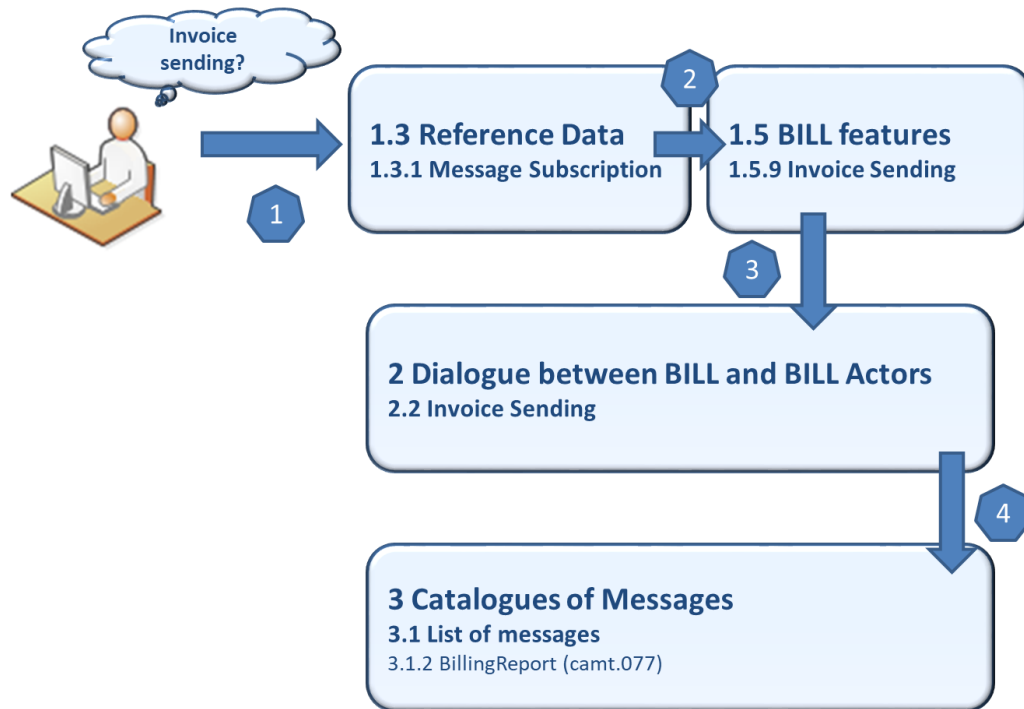 Invoice
sending?
1
1.3 Reference Data
1.3.1 Message Subscription
2
1.5 BILL features
1.5.9 Invoice Sending
3
2 Dialogue between BILL and BILL Actors
2.2 Invoice Sending
4
3 Catalogues of Messages
3.1 List of messages
3.1.2 BillingReport (camt.077)